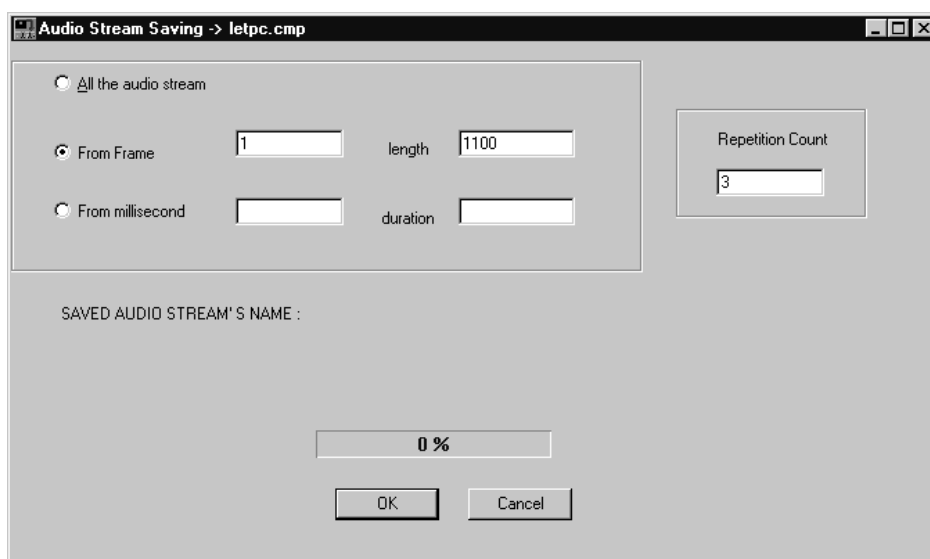 Audio Stream Saving -> letpc.cmp
All the audio stream
From Frame 1 length 1100
From millisecond duration
Repetition Count
3
SAVED AUDIO STREAM'S NAME :
0 %
OK Cancel